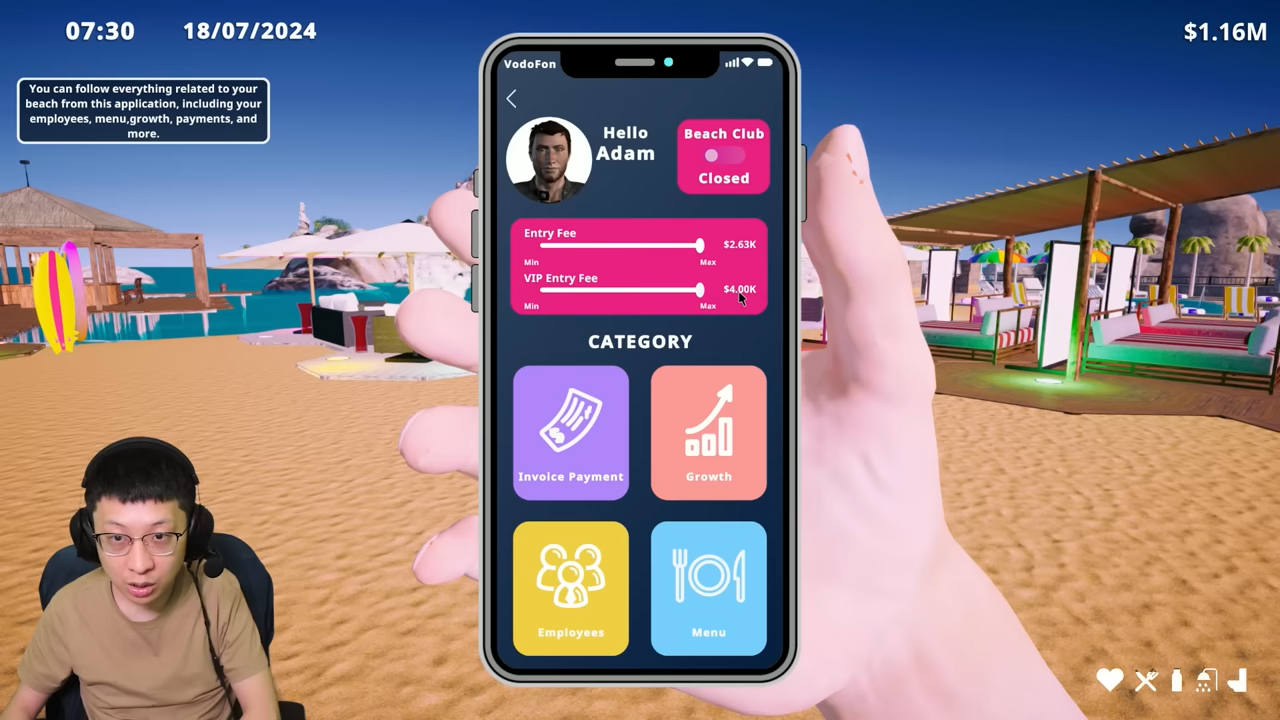 07:30
18/07/2024
$1.16M
You can follow everything related to your
beach from this application, including your
employees, menu,growth, payments, and
more.
VodoFon
Hello
Adam
Beach Club
Closed
Entry Fee
$2.63K
Min
Max
VIP Entry Fee
$4.00K
Min
Max
CATEGORY
Invoice Payment
Growth
Employees
Menu